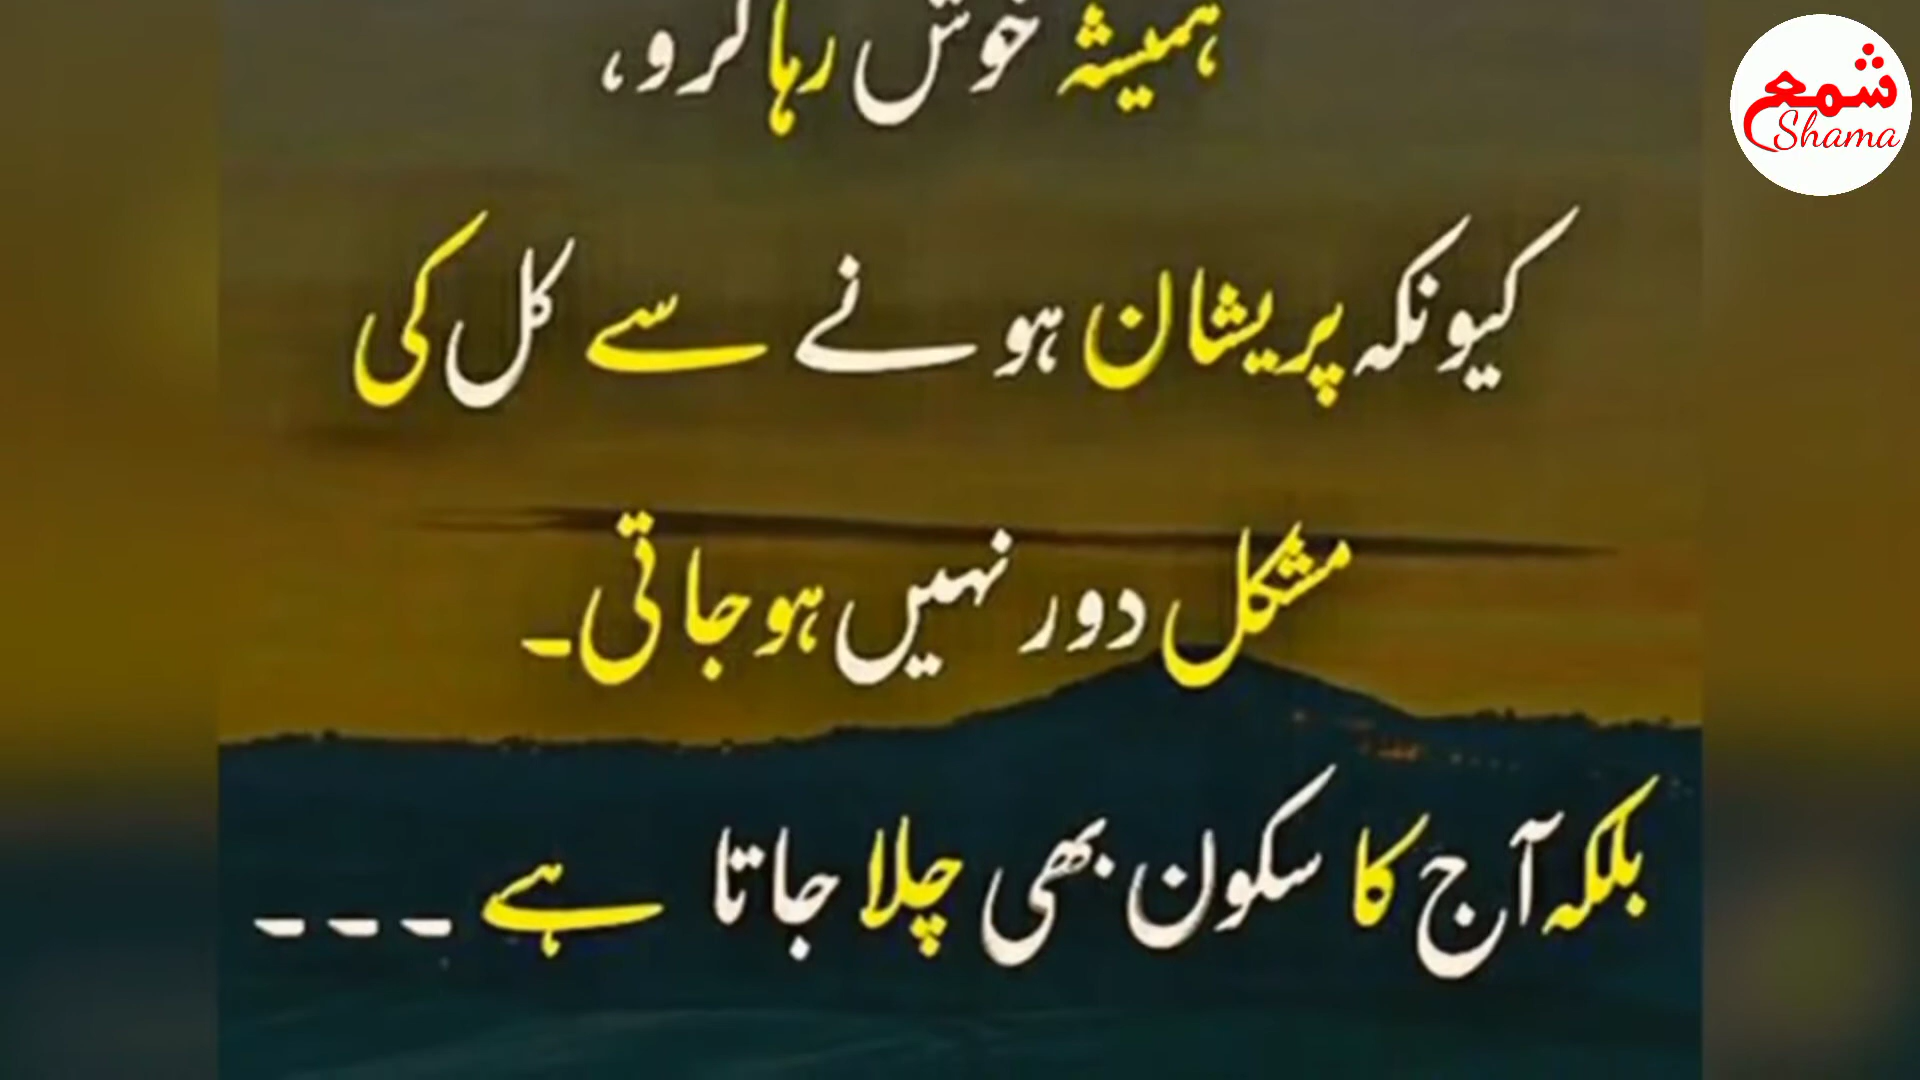 ہمیشہ خوش رہا کرو،
کیونکہ پریشان ہونے سے کل کی
مشکل دور نہیں ہو جاتی۔
بلکہ آج کا سکون بھی چلا جاتا ہے ۔۔۔
شمع
Shama